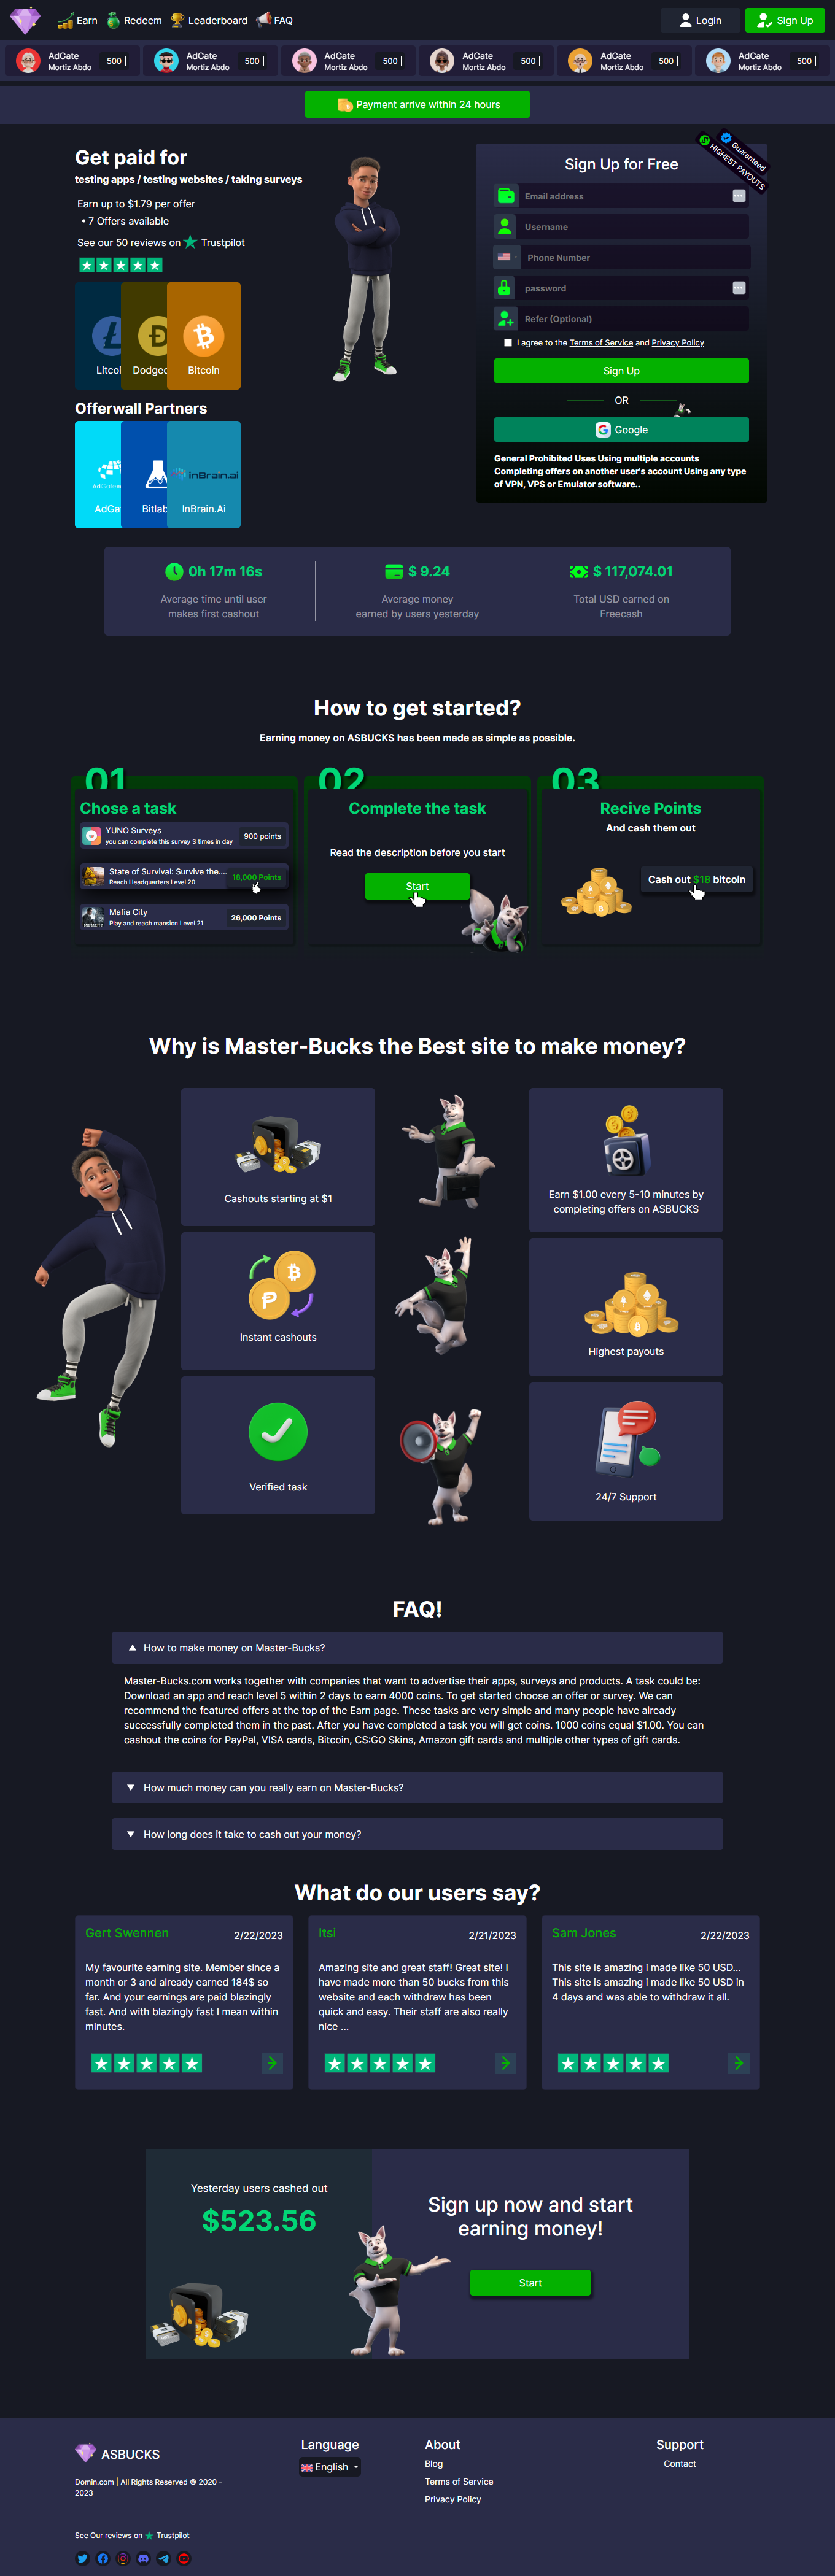 Earn Redeem Leaderboard FAQ Login Sign Up
AdGate Mortiz Abdo 500
AdGate Mortiz Abdo 500
AdGate Mortiz Abdo 500
AdGate Mortiz Abdo 500
AdGate Mortiz Abdo 500
AdGate Mortiz Abdo 500
Payment arrive within 24 hours
Get paid for
testing apps / testing websites / taking surveys
Earn up to $1.79 per offer
• 7 Offers available
See our 50 reviews on Trustpilot
Litcoi Dodgec Bitcoin
Offerwall Partners
AdGate InBrain.ai
AdGa Bitlab InBrain.Ai
Guaranteed
HIGHEST PAYOUTS
Sign Up for Free
Email address
Username
Phone Number
password
Refer (Optional)
I agree to the Terms of Service and Privacy Policy
Sign Up
OR
Google
General Prohibited Uses Using multiple accounts
Completing offers on another user's account Using any type
of VPN, VPS or Emulator software..
0h 17m 16s
Average time until user
makes first cashout
$ 9.24
Average money
earned by users yesterday
$ 117,074.01
Total USD earned on
Freecash
How to get started?
Earning money on ASBUCKS has been made as simple as possible.
01
Chose a task
YUNO Surveys
you can complete this survey 3 times in day
900 points
State of Survival: Survive the....
Reach Headquarters Level 20
18,000 Points
Mafia City
Play and reach mansion Level 21
26,000 Points
02
Complete the task
Read the description before you start
Start
03
Recive Points
And cash them out
Cash out $18 bitcoin
Why is Master-Bucks the Best site to make money?
Cashouts starting at $1
Earn $1.00 every 5-10 minutes by
completing offers on ASBUCKS
Instant cashouts
Highest payouts
Verified task
24/7 Support
FAQ!
▲ How to make money on Master-Bucks?
Master-Bucks.com works together with companies that want to advertise their apps, surveys and products. A task could be:
Download an app and reach level 5 within 2 days to earn 4000 coins. To get started choose an offer or survey. We can
recommend the featured offers at the top of the Earn page. These tasks are very simple and many people have already
successfully completed them in the past. After you have completed a task you will get coins. 1000 coins equal $1.00. You can
cashout the coins for PayPal, VISA cards, Bitcoin, CS:GO Skins, Amazon gift cards and multiple other types of gift cards.
▼ How much money can you really earn on Master-Bucks?
▼ How long does it take to cash out your money?
What do our users say?
Gert Swennen 2/22/2023
My favourite earning site. Member since a
month or 3 and already earned 184$ so
far. And your earnings are paid blazingly
fast. And with blazingly fast I mean within
minutes.
Itsi 2/21/2023
Amazing site and great staff! Great site! I
have made more than 50 bucks from this
website and each withdraw has been
quick and easy. Their staff are also really
nice ...
Sam Jones 2/22/2023
This site is amazing i made like 50 USD...
This site is amazing i made like 50 USD in
4 days and was able to withdraw it all.
Yesterday users cashed out
$523.56
Sign up now and start
earning money!
Start
ASBUCKS
Domin.com | All Rights Reserved © 2020 -
2023
See Our reviews on Trustpilot
Language
English
About
Blog
Terms of Service
Privacy Policy
Support
Contact